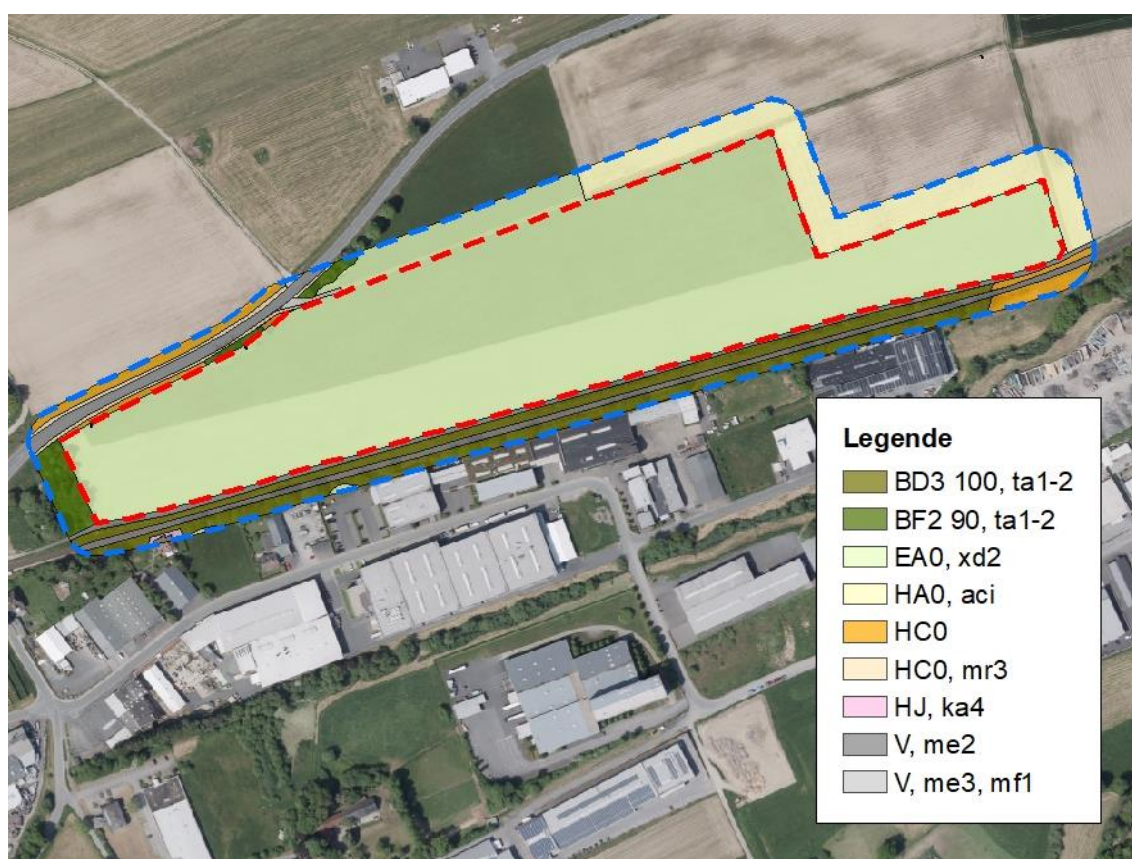 Legende
BD3 100, ta1-2
BF2 90, ta1-2
EA0, xd2
HA0, aci
HC0
HC0, mr3
HJ, ka4
V, me2
V, me3, mf1